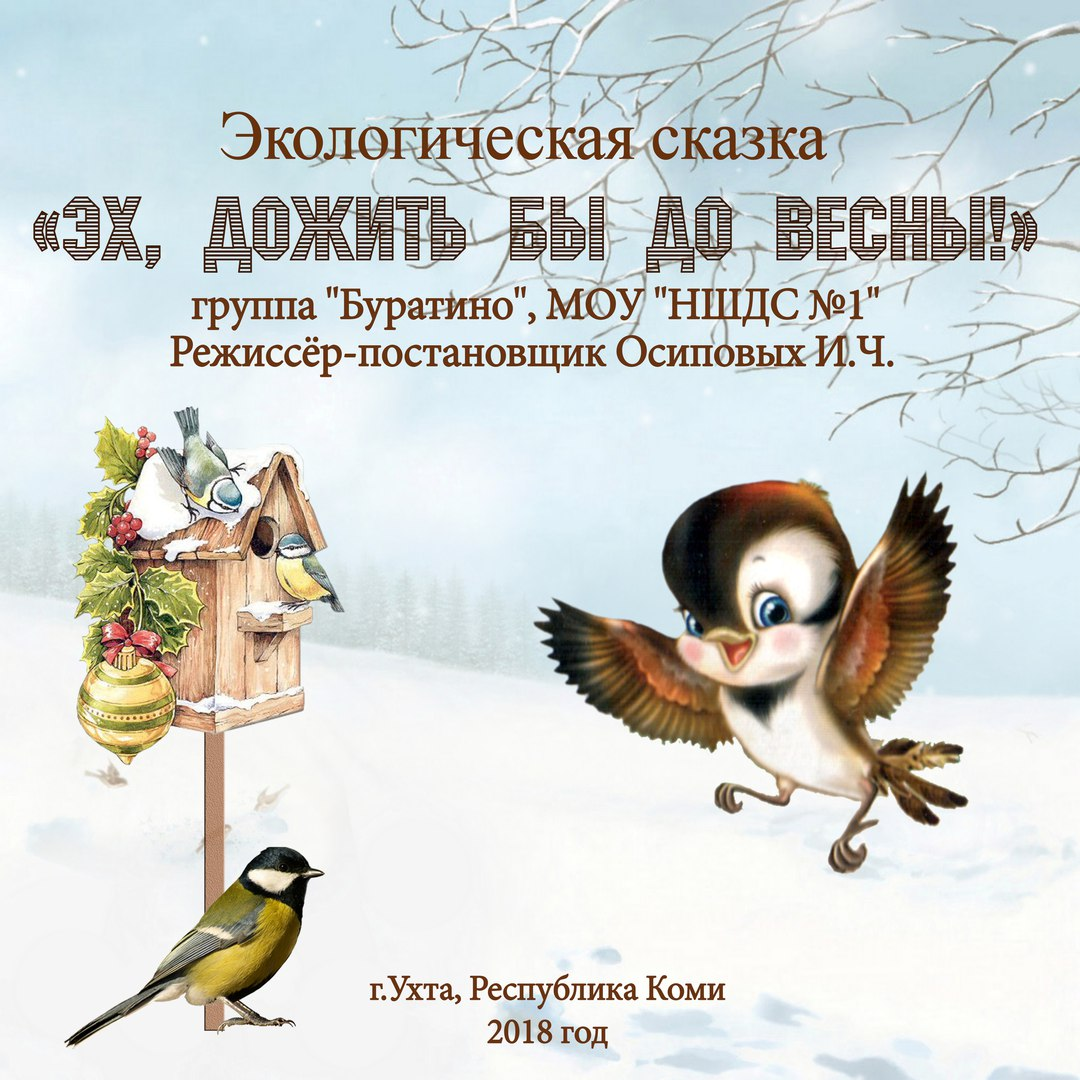 Экологическая сказка
«ЭХ, ДОЖИТЬ БЫ ДО ВЕСНЫ!»
группа "Буратино", МОУ "НШДС №1"
Режиссёр-постановщик Осиповых И.Ч.
г.Ухта, Республика Коми
2018 год